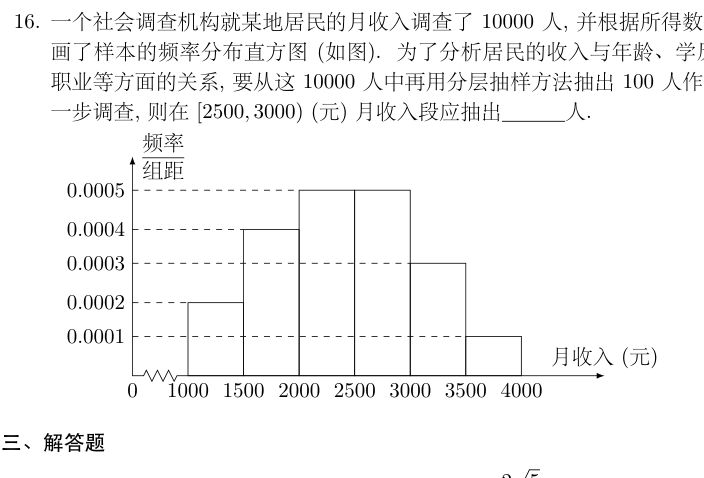 16. 一个社会调查机构就某地居民的月收入调查了 10000 人, 并根据所得数
画了样本的频率分布直方图 (如图). 为了分析居民的收入与年龄、学
职业等方面的关系, 要从这 10000 人中再用分层抽样方法抽出 100 人作
一步调查, 则在 [2500, 3000) (元) 月收入段应抽出______人.
频率
组距
0.0005
0.0004
0.0003
0.0002
0.0001
月收入 (元)
0 1000 1500 2000 2500 3000 3500 4000
三、解答题